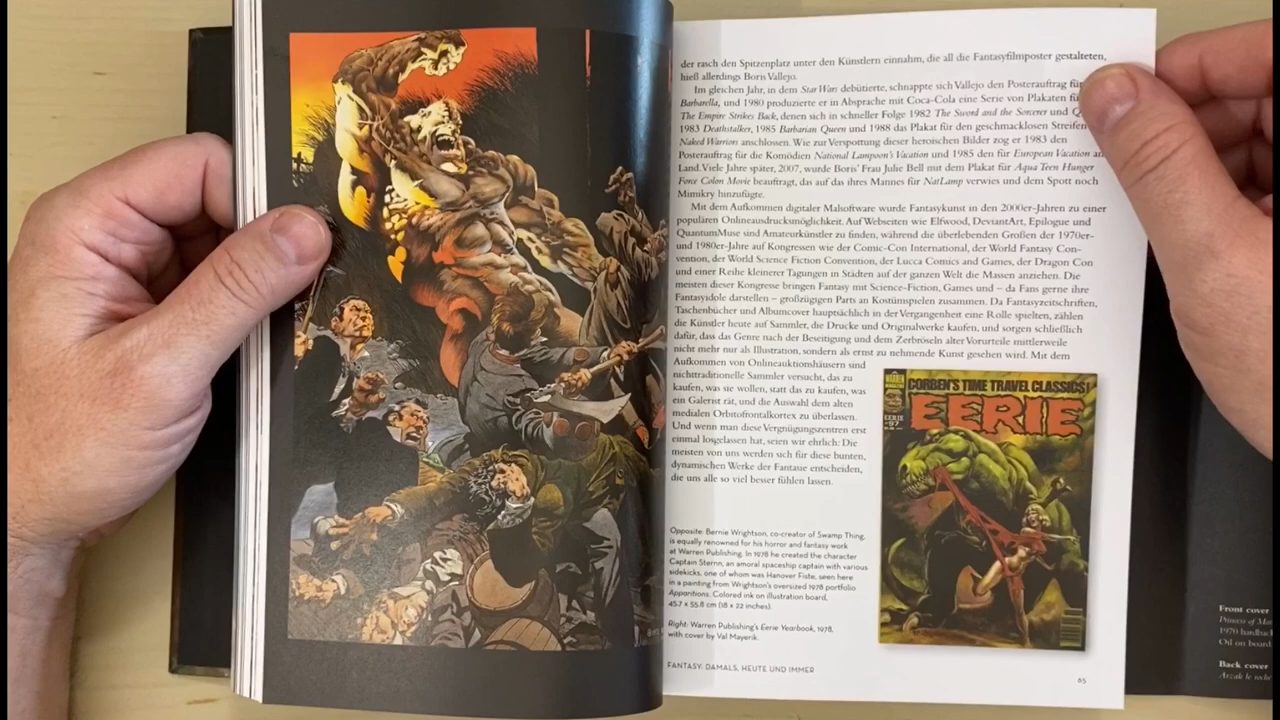 der rasch den Spitzenplatz unter den Künstlern einnahm, die all die Fantasyfilmposter gestalteten,
hieß allerdings Boris Vallejo.
Im gleichen Jahr, in dem Star Wars debütierte, schnappte sich Vallejo den Posterauftrag für
Barbarella, und 1980 produzierte er in Absprache mit Coca-Cola eine Serie von Plakaten
The Empire Strikes Back, denen sich in schneller Folge 1982 The Sword and the Sorcerer und
1983 Deathstalker, 1985 Barbarian Queen und 1988 das Plakat für den geschmacklosen Streifen
Naked Warriors anschlossen. Wie zur Verspottung dieser heroischen Bilder zog er 1983 den
Posterauftrag für die Komödien National Lampoon's Vacation und 1985 den für European Vacation an
Land. Viele Jahre später, 2007, wurde Boris' Frau Julie Bell mit dem Plakat für Aqua Teen Hunger
Force Colon Movie beauftragt, das auf das ihres Mannes für NatLamp verwies und dem Spott noch
Mimikry hinzufügte.
Mit dem Aufkommen digitaler Malsoftware wurde Fantasykunst in den 2000er-Jahren zu einer
populären Onlineausdrucksmöglichkeit. Auf Webseiten wie Elfwood, DeviantArt, Epilogue und
QuantumMuse sind Amateurkünstler zu finden, während die überlebenden Großen der 1970er-
und 1980er-Jahre auf Kongressen wie der Comic-Con International, der World Fantasy Con-
vention, der World Science Fiction Convention, der Lucca Comics and Games, der Dragon Con
und einer Reihe kleinerer Tagungen in Städten auf der ganzen Welt die Massen anziehen. Die
meisten dieser Kongresse bringen Fantasy mit Science-Fiction, Games und – da Fans gerne ihre
Fantasyidole darstellen – großzügigen Parts an Kostümspielen zusammen. Da Fantasyzeitschriften,
Taschenbücher und Albumcover hauptsächlich in der Vergangenheit eine Rolle spielten, zählen
die Künstler heute auf Sammler, die Drucke und Originalwerke kaufen, und sorgen schließlich
dafür, dass das Genre nach der Beseitigung und dem Zerbröseln alter Vorurteile mittlerweile
nicht mehr nur als Illustration, sondern als ernst zu nehmende Kunst gesehen wird. Mit dem
Aufkommen von Onlineauktionshäusern sind
nichttraditionelle Sammler versucht, das zu
kaufen, was sie wollen, statt das zu kaufen, was
ein Galerist rät, und die Auswahl dem alten
medialen Orbitofrontalkortex zu überlassen.
Und wenn man diese Vergnügungszentren erst
einmal losgelassen hat, seien wir ehrlich: Die
meisten von uns werden sich für diese bunten,
dynamischen Werke der Fantasie entscheiden,
die uns alle so viel besser fühlen lassen.
WARREN
CORBEN'S TIME TRAVEL CLASSICS!
EERIE
EERIE
#97
Opposite: Bernie Wrightson, co-creator of Swamp Thing,
is equally renowned for his horror and fantasy work
at Warren Publishing. In 1978 he created the character
Captain Sternn, an amoral spaceship captain with various
sidekicks, one of whom was Hanover Fiste, seen here
in a painting from Wrightson's oversized 1978 portfolio
Apparitions. Colored ink on illustration board,
45.7 x 55.8 cm (18 x 22 inches).
Right: Warren Publishing's Eerie Yearbook, 1978,
with cover by Val Mayerik.
FANTASY: DAMALS, HEUTE UND IMMER
65
Front cover
Princess of
1970 hardback
Oil on board
Back cover
Arzak le